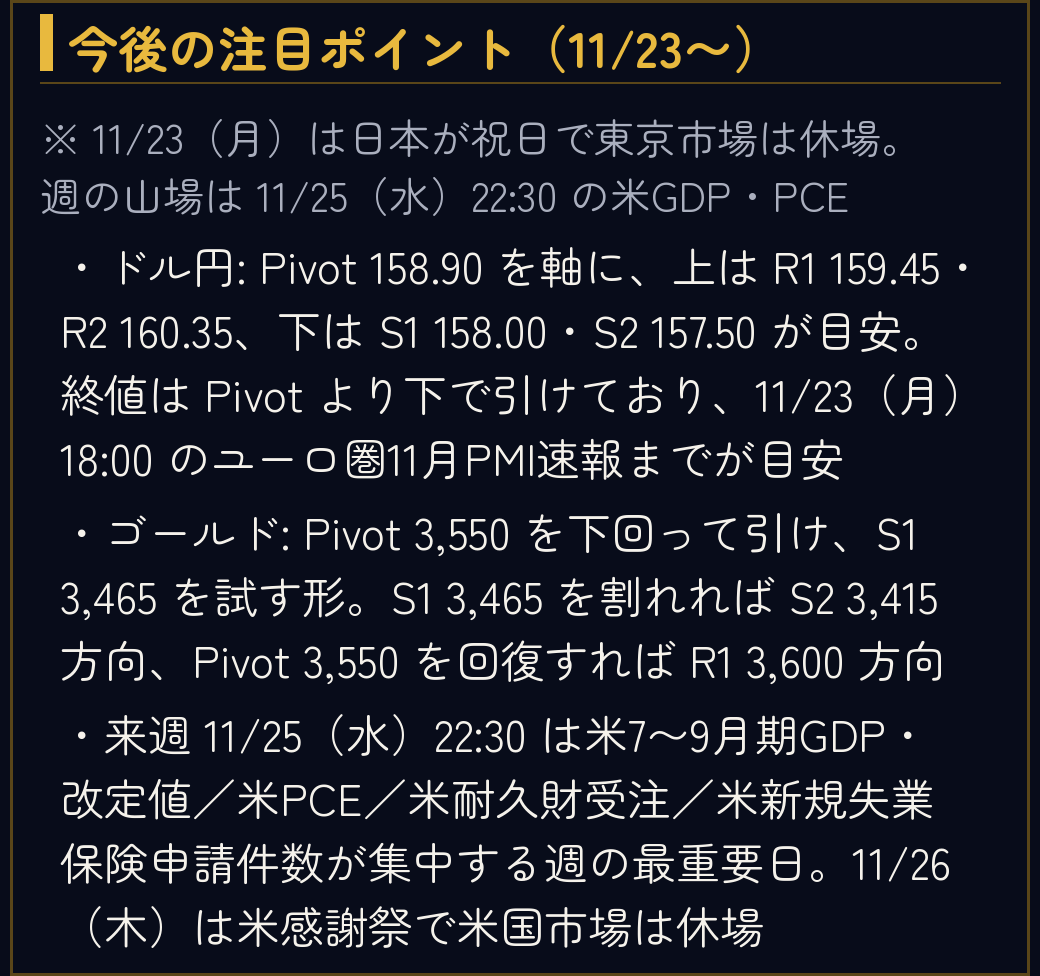 今後の注目ポイント（11/23〜）
※ 11/23（月）は日本が祝日で東京市場は休場。
週の山場は 11/25（水）22:30 の米GDP・PCE
・ドル円: Pivot 158.90 を軸に、上は R1 159.45・
R2 160.35、下は S1 158.00・S2 157.50 が目安。
終値は Pivot より下で引けており、11/23（月）
18:00 のユーロ圏11月PMI速報までが目安
・ゴールド: Pivot 3,550 を下回って引け、S1
3,465 を試す形。S1 3,465 を割れれば S2 3,415
方向、Pivot 3,550 を回復すれば R1 3,600 方向
・来週 11/25（水）22:30 は米7〜9月期GDP・
改定値／米PCE／米耐久財受注／米新規失業
保険申請件数が集中する週の最重要日。11/26
（木）は米感謝祭で米国市場は休場